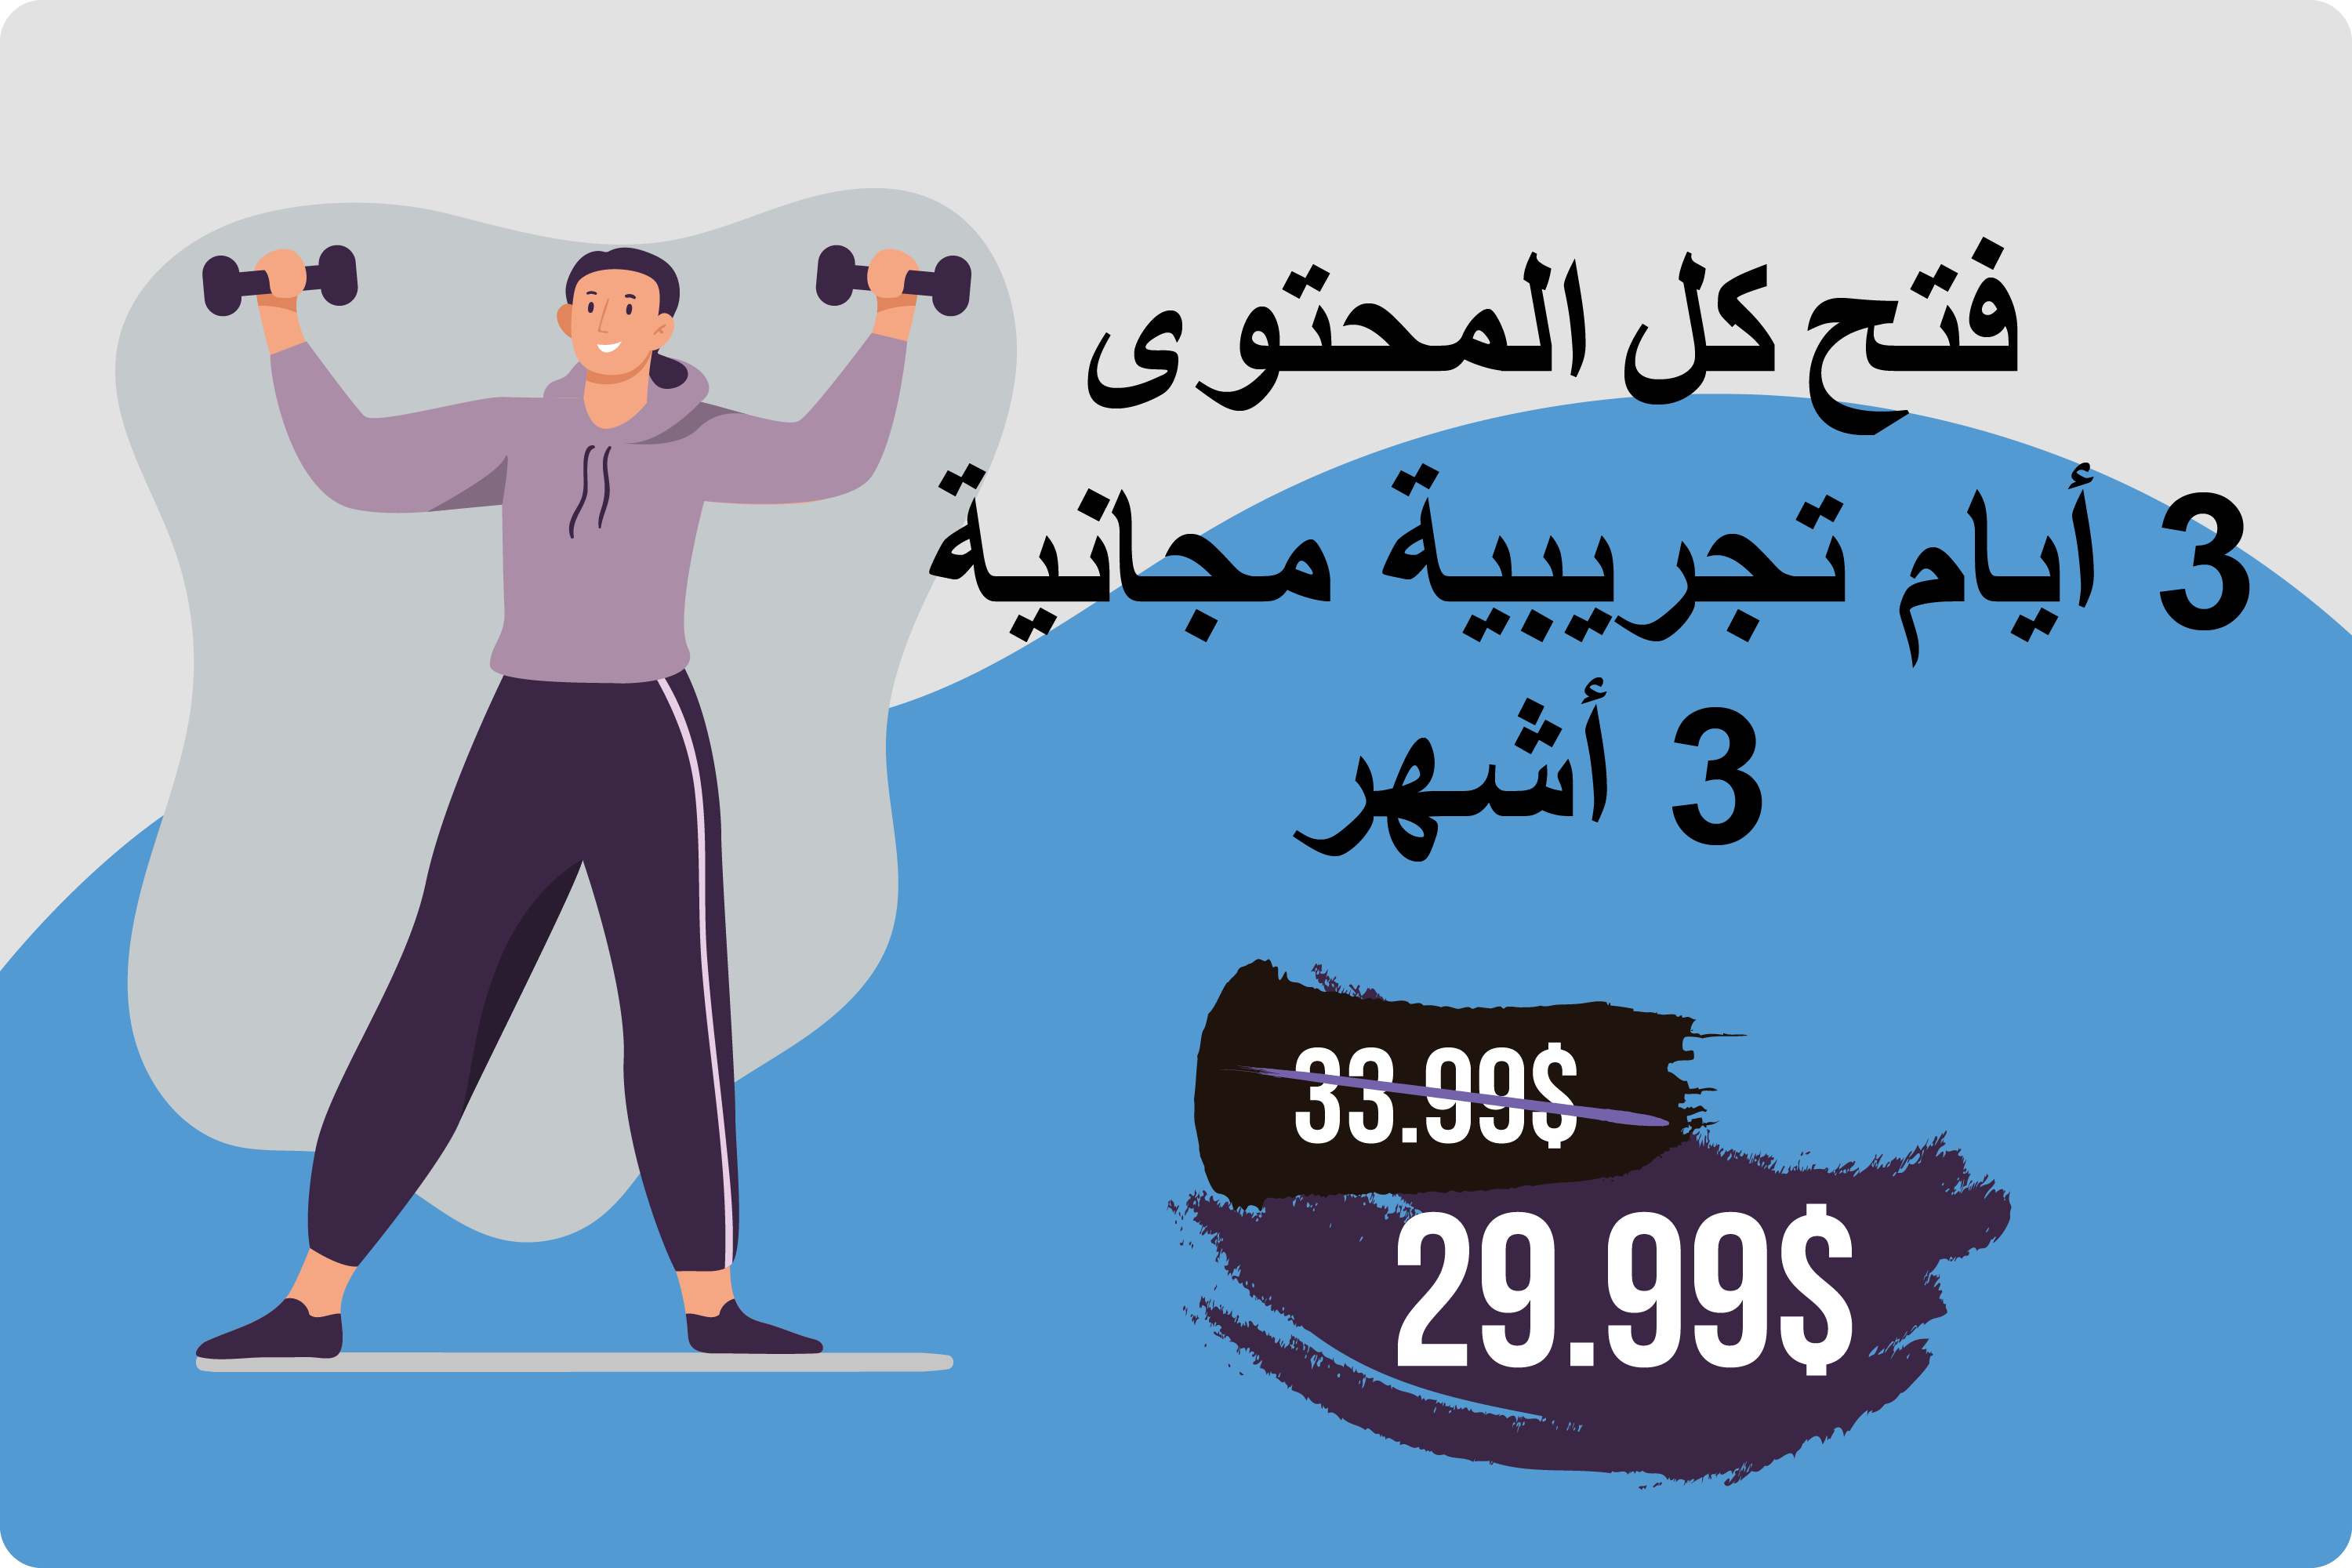 فتح كل المحتوى
3 أيام تجريبية مجانية
3 أشهر
33.99$
29.99$